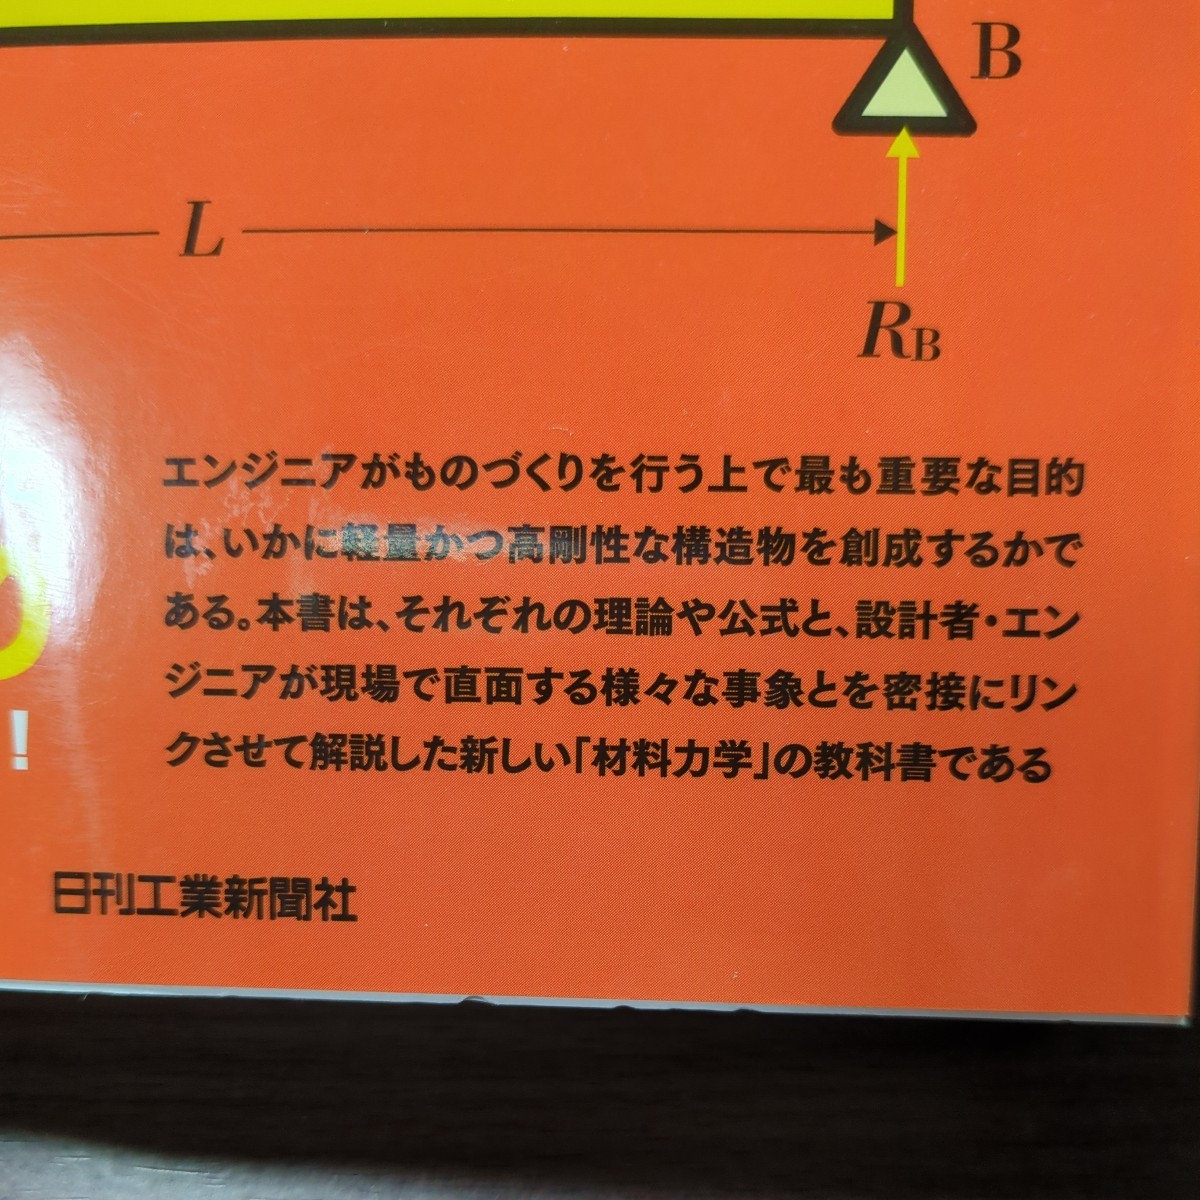 B
L
RB
エンジニアがものづくりを行う上で最も重要な目的
は、いかに軽量かつ高剛性な構造物を創成するかで
ある。本書は、それぞれの理論や公式と、設計者・エン
ジニアが現場で直面する様々な事象とを密接にリン
クさせて解説した新しい「材料力学」の教科書である
!
日刊工業新聞社